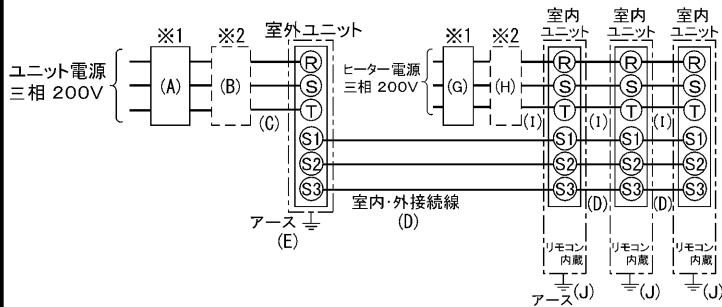 ※1
※2
室外ユニット
※1
※2
室内
ユニット
室内
ユニット
室内
ユニット
ユニット電源
三相 200V
(A)
(B)
(C)
R
S
T
S1
S2
S3
ヒーター電源
三相 200V
(G)
(H)
(I)
(I)
(I)
R
S
T
S1
S2
S3
R
S
T
S1
S2
S3
R
S
T
S1
S2
S3
室内・外接続線
(D)
(D)
(D)
アース
(E)
リモコン
内蔵
リモコン
内蔵
リモコン
内蔵
アース
(J)
(J)
(J)